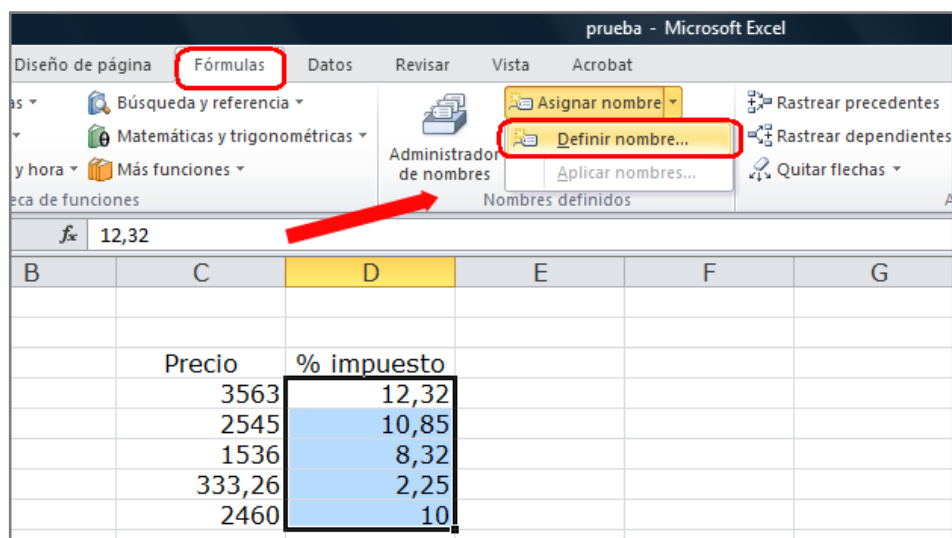 prueba - Microsoft Excel
Diseño de página Fórmulas Datos Revisar Vista Acrobat
as Búsqueda y referencia Asignar nombre Rastrear precedentes
Matemáticas y trigonométricas Definir nombre... Rastrear dependientes
y hora Más funciones Administrador de nombres Aplicar nombres... Quitar flechas
eca de funciones Nombres definidos A
fx 12,32
B C D E F G
Precio % impuesto
3563 12,32
2545 10,85
1536 8,32
333,26 2,25
2460 10